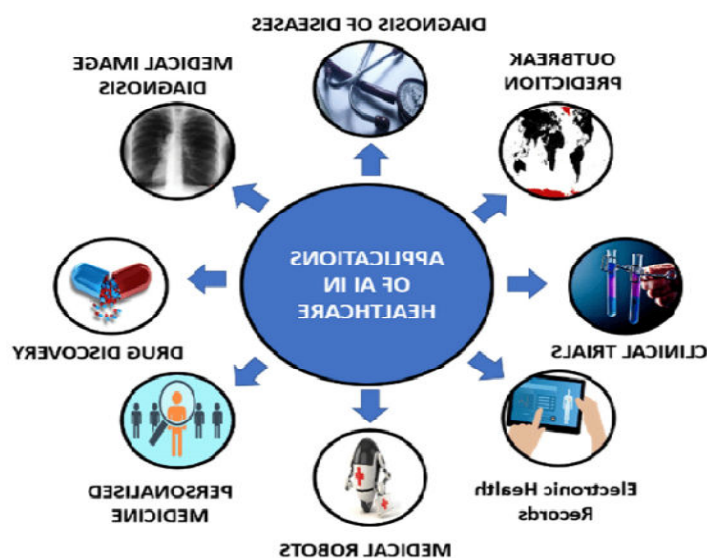 DIAGNOSIS OF DISEASES
MEDICAL IMAGE
DIAGNOSIS
OUTBREAK
PREDICTION
APPLICATIONS
OF AI IN
HEALTHCARE
DRUG DISCOVERY
CLINICAL TRIALS
PERSONALISED
MEDICINE
Electronic Health
Records
MEDICAL ROBOTS